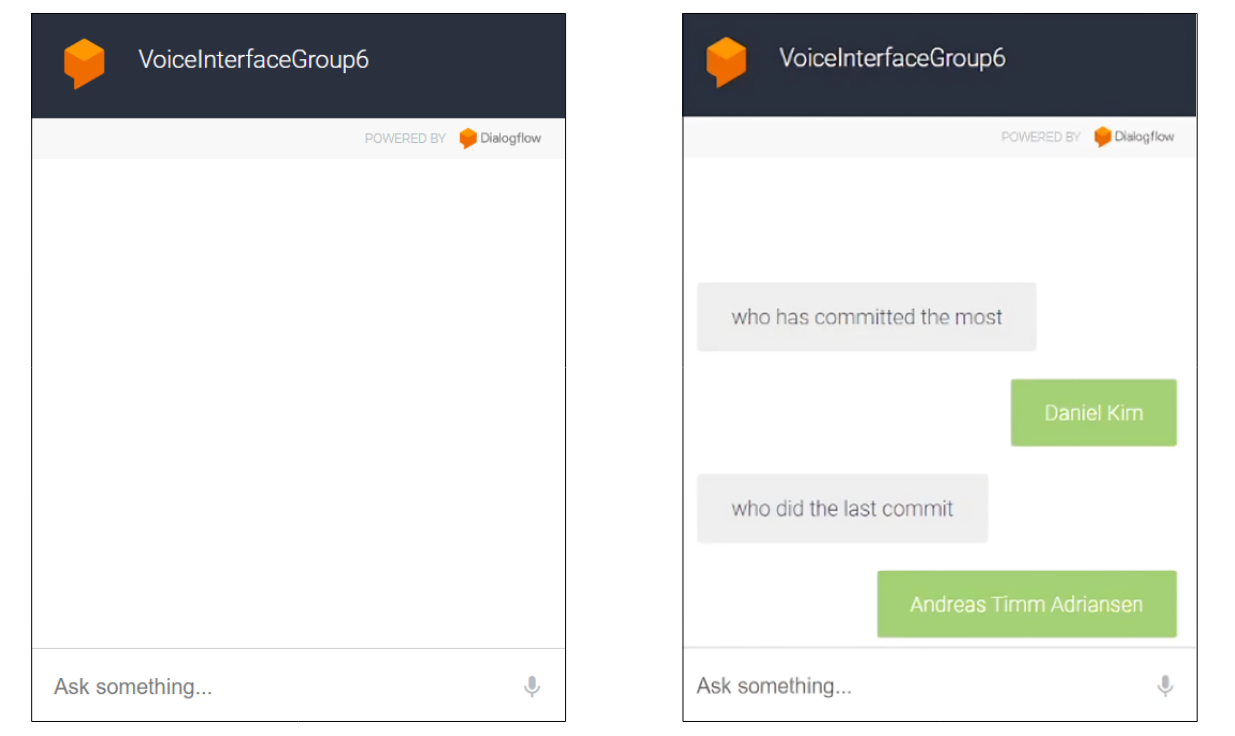 VoiceInterfaceGroup6
POWERED BY Dialogflow
Ask something...
VoiceInterfaceGroup6
POWERED BY Dialogflow
who has committed the most
Daniel Kim
who did the last commit
Andreas Timm Adriansen
Ask something...